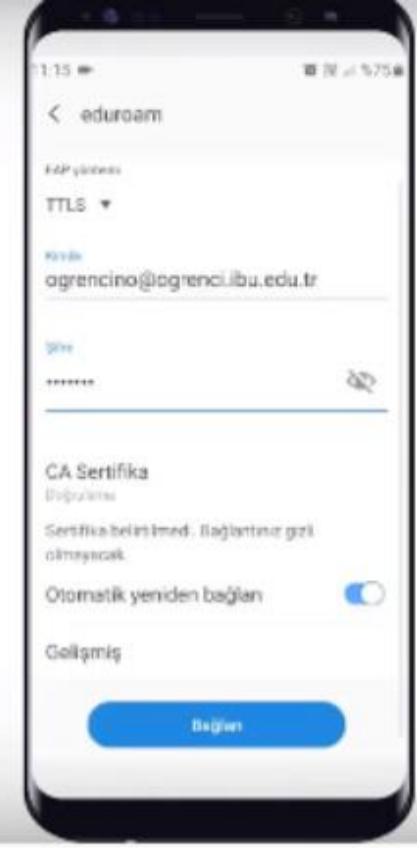 11:15
%75
eduroam
EAP yöntemi
TTLS
Kimlik
ogrencino@ogrenci.ibu.edu.tr
Şifre
•••••••
CA Sertifika
Doğrulama
Sertifika belirtilmedi. Bağlantınız gizli
olmayacak.
Otomatik yeniden bağlan
Gelişmiş
Bağlan